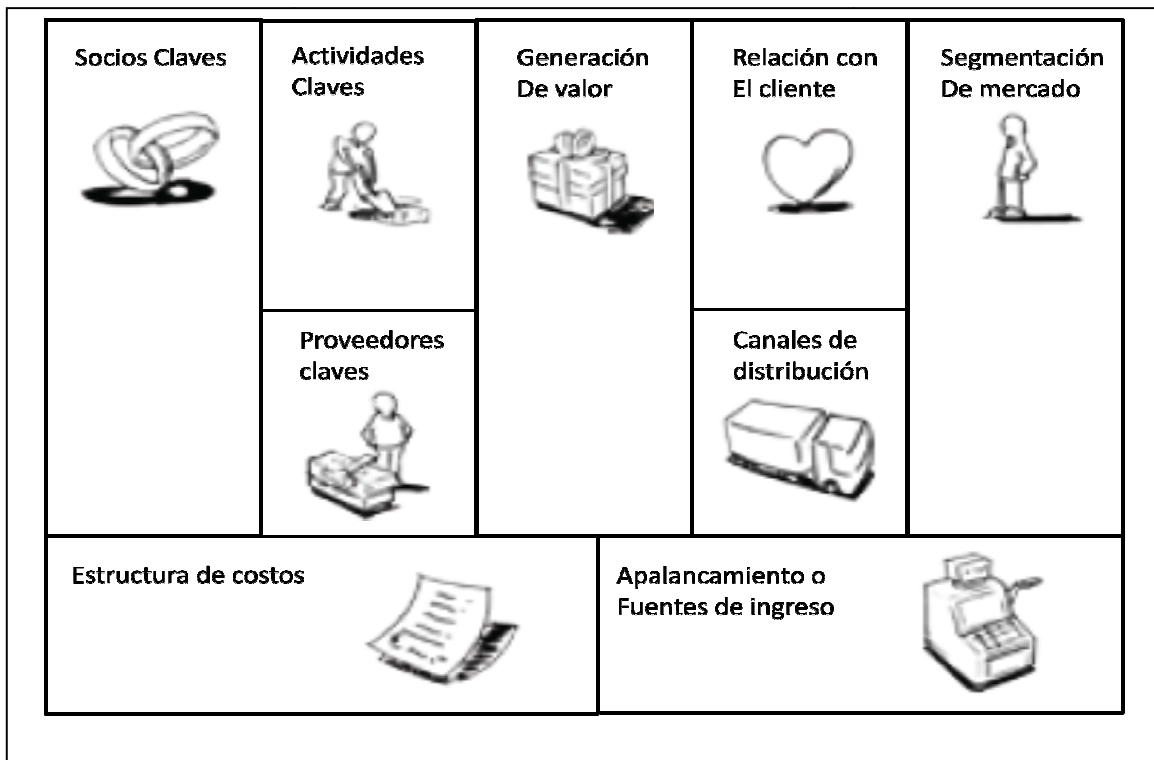 Socios Claves
Actividades
Claves
Generación
De valor
Relación con
El cliente
Segmentación
De mercado
Proveedores
claves
Canales de
distribución
Estructura de costos
Apalancamiento o
Fuentes de ingreso